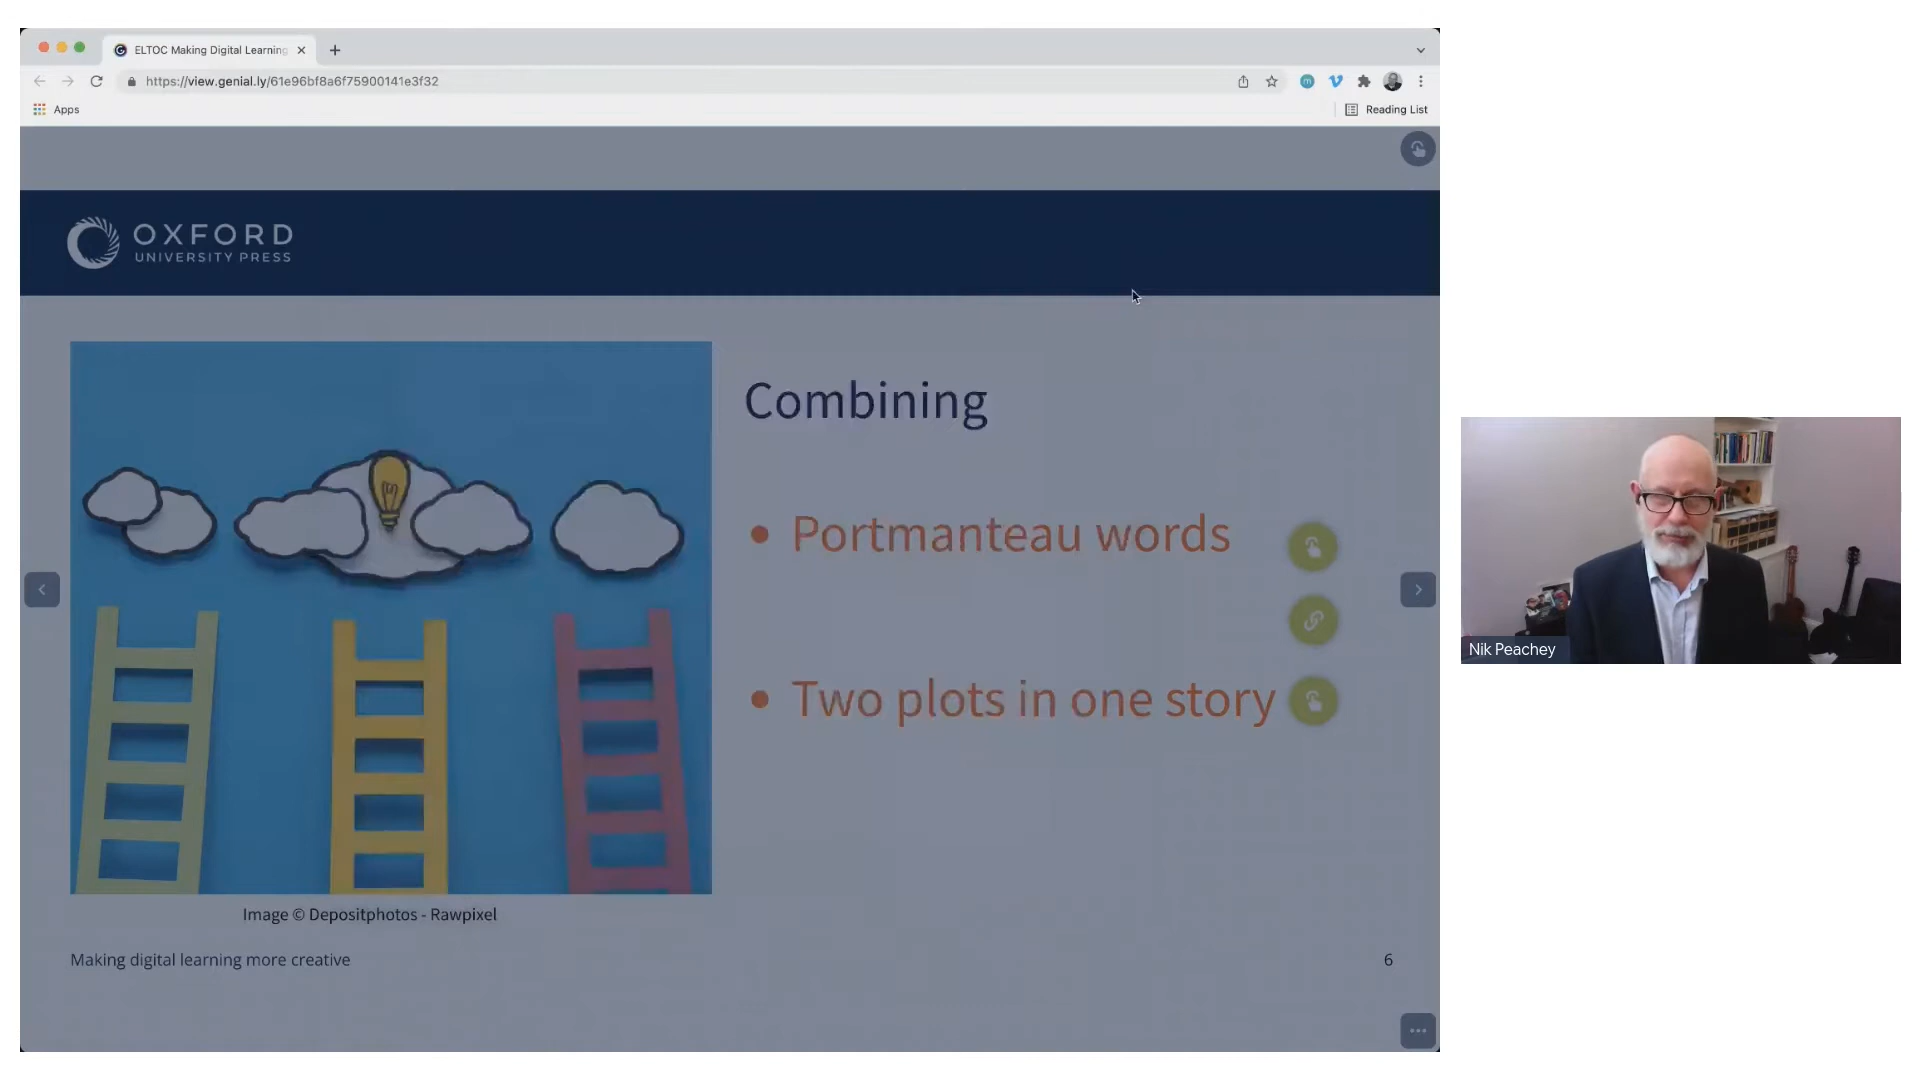 ELTOC Making Digital Learning
https://view.genial.ly/61e96bf8a6f75900141e3f32
Apps
Reading List
OXFORD
UNIVERSITY PRESS
Combining
• Portmanteau words
• Two plots in one story
Image © Depositphotos - Rawpixel
Making digital learning more creative
6
Nik Peachey